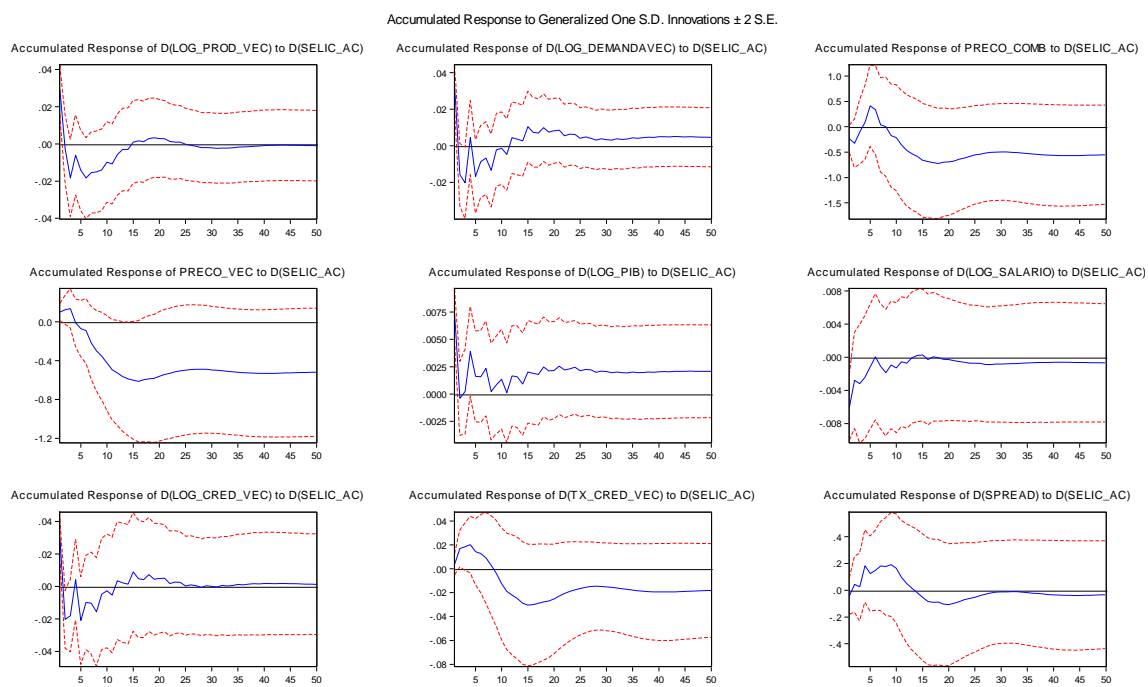 Accumulated Response to Generalized One S.D. Innovations ± 2 S.E.
Accumulated Response of D(LOG_PROD_VEC) to D(SELIC_AC)
.04
.02
.00
-.02
-.04
5 10 15 20 25 30 35 40 45 50
Accumulated Response of D(LOG_DEMANDAVEC) to D(SELIC_AC)
.04
.02
.00
-.02
5 10 15 20 25 30 35 40 45 50
Accumulated Response of PRECO_COMB to D(SELIC_AC)
1.0
0.5
0.0
-0.5
-1.0
-1.5
5 10 15 20 25 30 35 40 45 50
Accumulated Response of PRECO_VEC to D(SELIC_AC)
0.0
-0.4
-0.8
-1.2
5 10 15 20 25 30 35 40 45 50
Accumulated Response of D(LOG_PIB) to D(SELIC_AC)
.0075
.0050
.0025
.0000
-.0025
5 10 15 20 25 30 35 40 45 50
Accumulated Response of D(LOG_SALARIO) to D(SELIC_AC)
.008
.004
.000
-.004
-.008
5 10 15 20 25 30 35 40 45 50
Accumulated Response of D(LOG_CRED_VEC) to D(SELIC_AC)
.04
.02
.00
-.02
-.04
5 10 15 20 25 30 35 40 45 50
Accumulated Response of D(TX_CRED_VEC) to D(SELIC_AC)
.04
.02
.00
-.02
-.04
-.06
-.08
5 10 15 20 25 30 35 40 45 50
Accumulated Response of D(SPREAD) to D(SELIC_AC)
.4
.2
.0
-.2
-.4
5 10 15 20 25 30 35 40 45 50